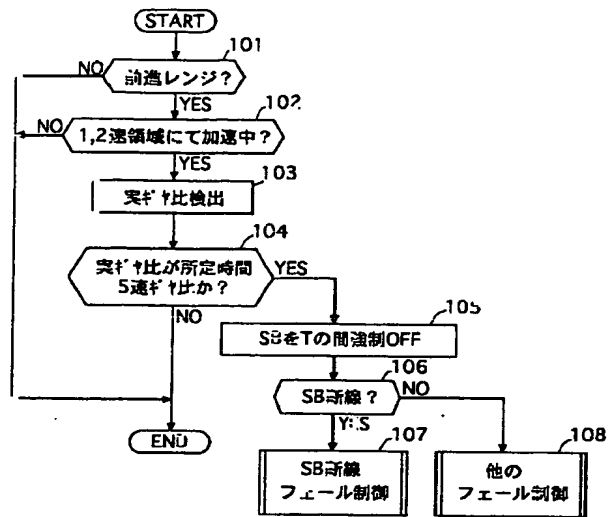 START
101
前進レンジ?
NO
YES
102
1,2速領域にて加速中?
NO
YES
103
実ギヤ比検出
104
実ギヤ比が所定時間
5速ギヤ比か?
YES
NO
105
SBをTの間強制OFF
106
SB断線?
NO
YES
END
107
SB断線
フェール制御
108
他の
フェール制御